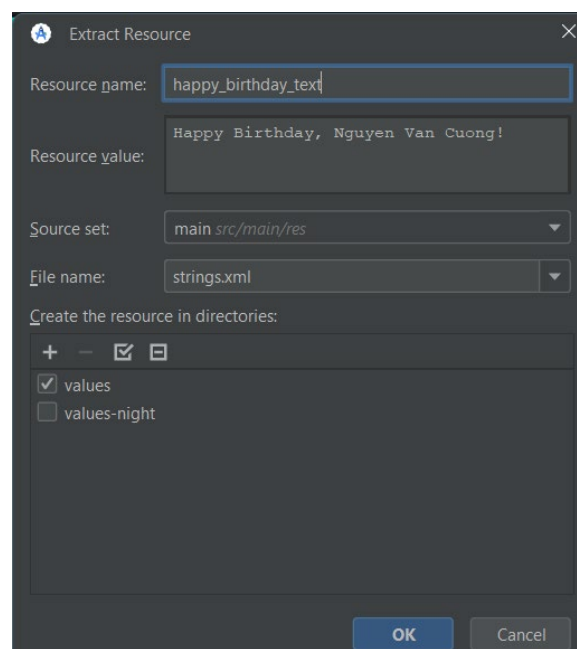 Extract Resource
Resource name: happy_birthday_text
Resource value: Happy Birthday, Nguyen Van Cuong!
Source set: main src/main/res
File name: strings.xml
Create the resource in directories:
values
values-night
OK Cancel